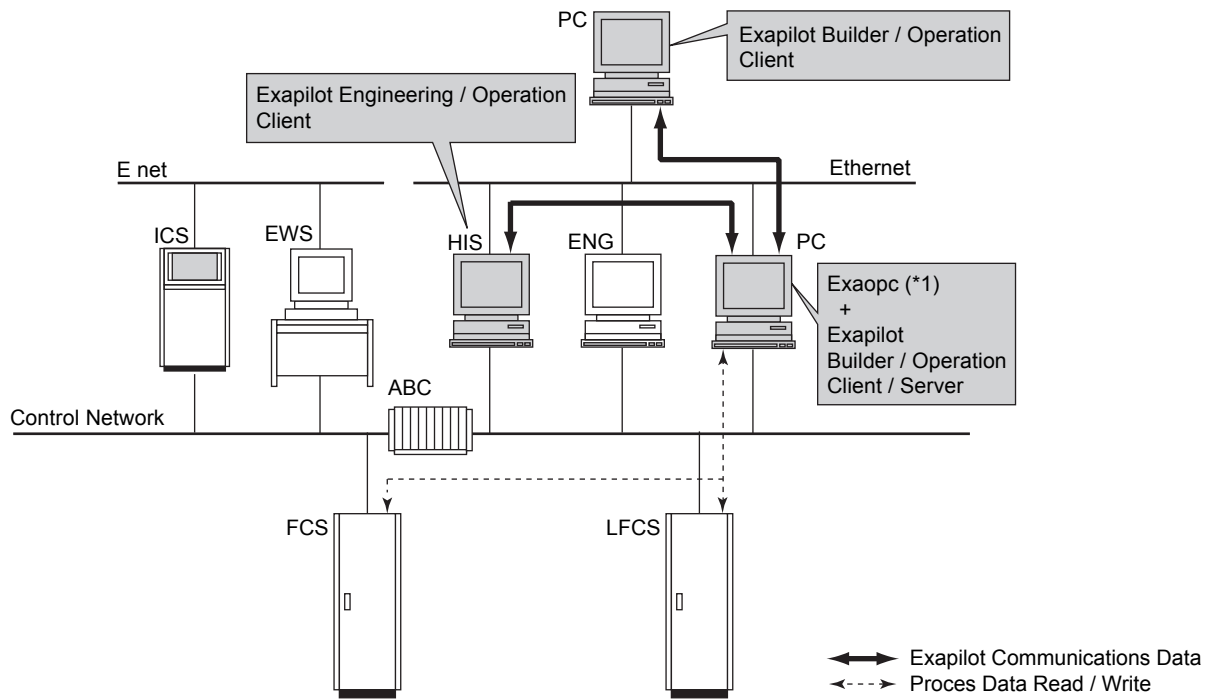 PC
Exapilot Builder / Operation
Client
Exapilot Engineering / Operation
Client
E net
Ethernet
ICS
EWS
HIS
ENG
PC
Exaopc (*1)
+
Exapilot
Builder / Operation
Client / Server
ABC
Control Network
FCS
LFCS
Exapilot Communications Data
Proces Data Read / Write